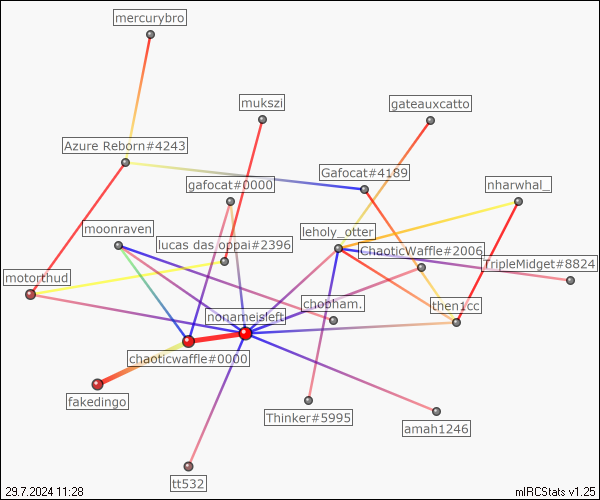 mercurybro
mukszi
gateauxcatto
Azure Reborn#4243
Gafocat#4189
gafocat#0000
nharwhal_
moonraven
leholy_otter
lucas das oppai#2396
ChaoticWaffle#2006
TripleMidget#8824
motorthud
chopham.
then1cc
nonameisleft
chaoticwaffle#0000
fakedingo
Thinker#5995
amah1246
tt532
29.7.2024 11:28
mIRCStats v1.25